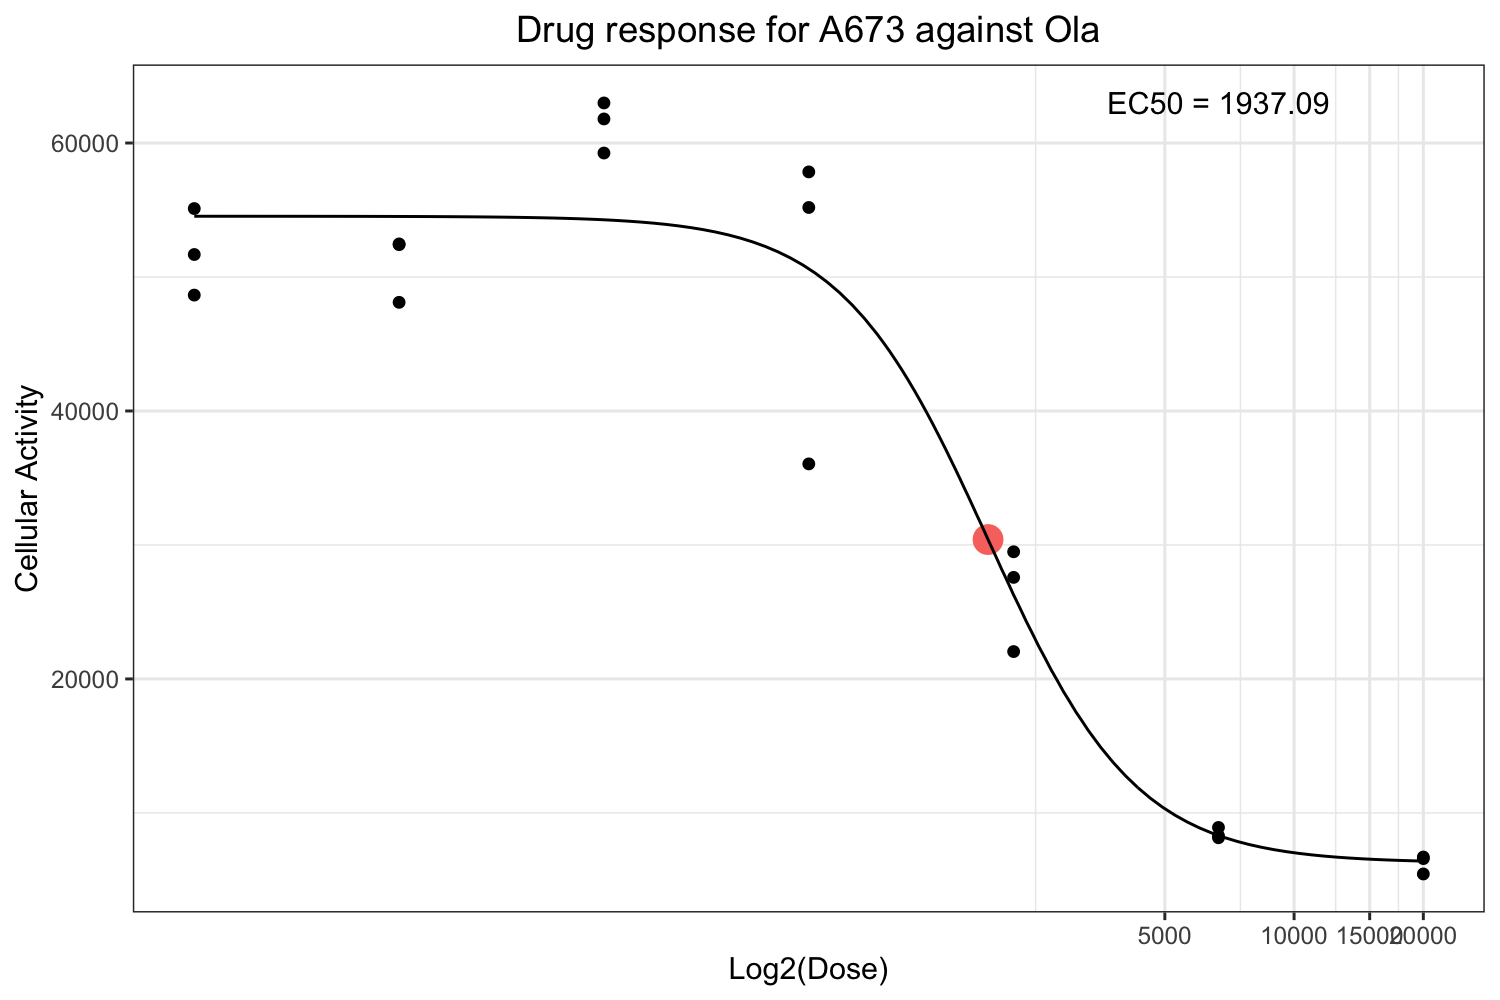 Drug response for A673 against Ola
EC50 = 1937.09
60000
40000
20000
Cellular Activity
5000 10000 15000 20000
Log2(Dose)